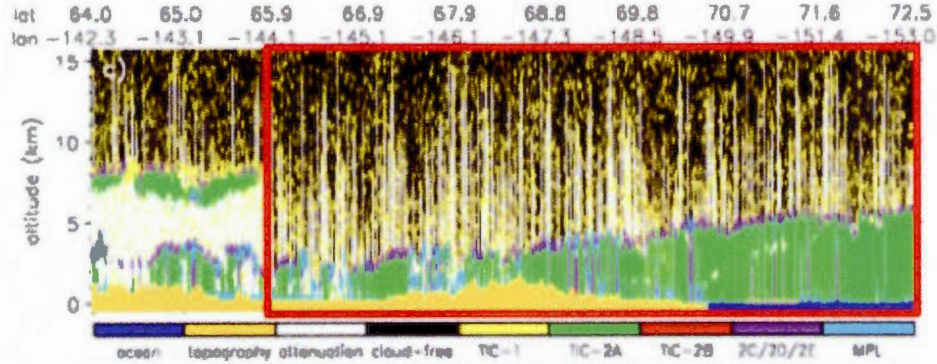 lat 64.0 65.0 65.9 66.9 67.9 68.8 69.8 70.7 71.6 72.5
lon -142.3 -143.1 -144.1 -145.1 -146.1 -147.3 -148.5 -149.9 -151.4 -153.0
15
c)
10
altitude (km)
5
0
ocean topography attenuation cloud-free TIC-1 TIC-2A TIC-2B 2C/2D/2E MPL